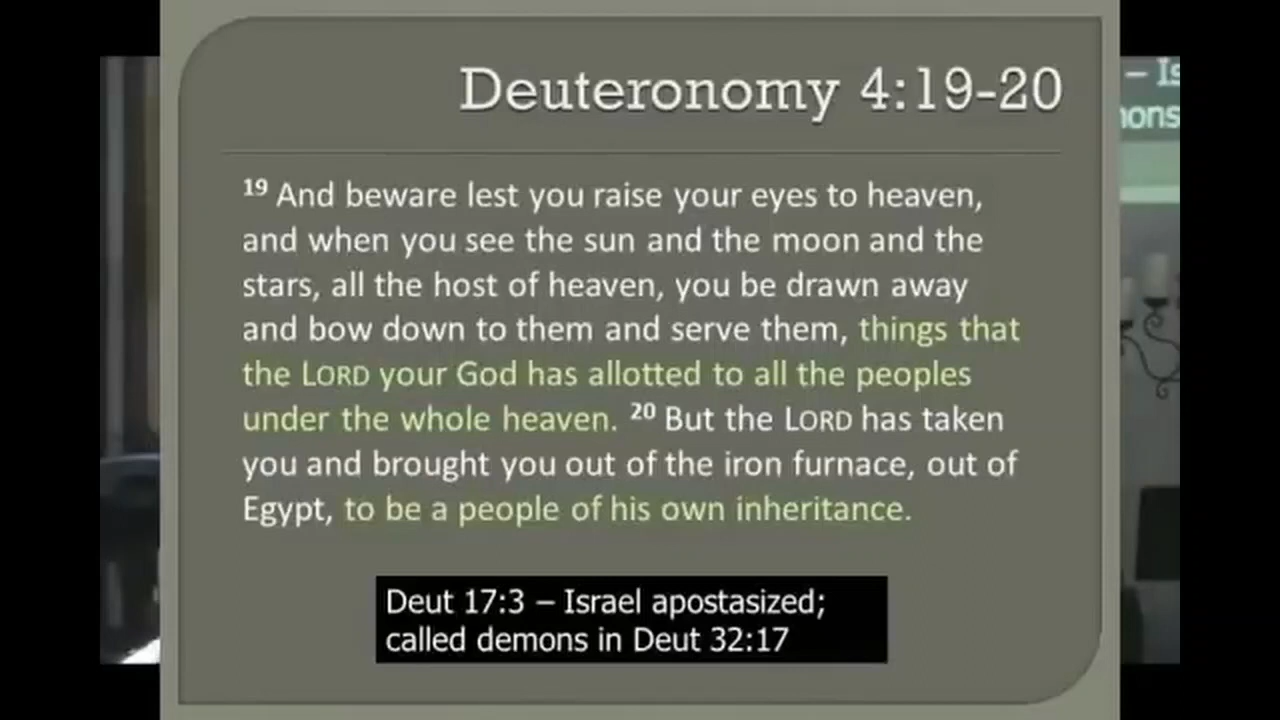 Deuteronomy 4:19-20
19 And beware lest you raise your eyes to heaven,
and when you see the sun and the moon and the
stars, all the host of heaven, you be drawn away
and bow down to them and serve them, things that
the LORD your God has allotted to all the peoples
under the whole heaven. 20 But the LORD has taken
you and brought you out of the iron furnace, out of
Egypt, to be a people of his own inheritance.
Deut 17:3 – Israel apostasized;
called demons in Deut 32:17